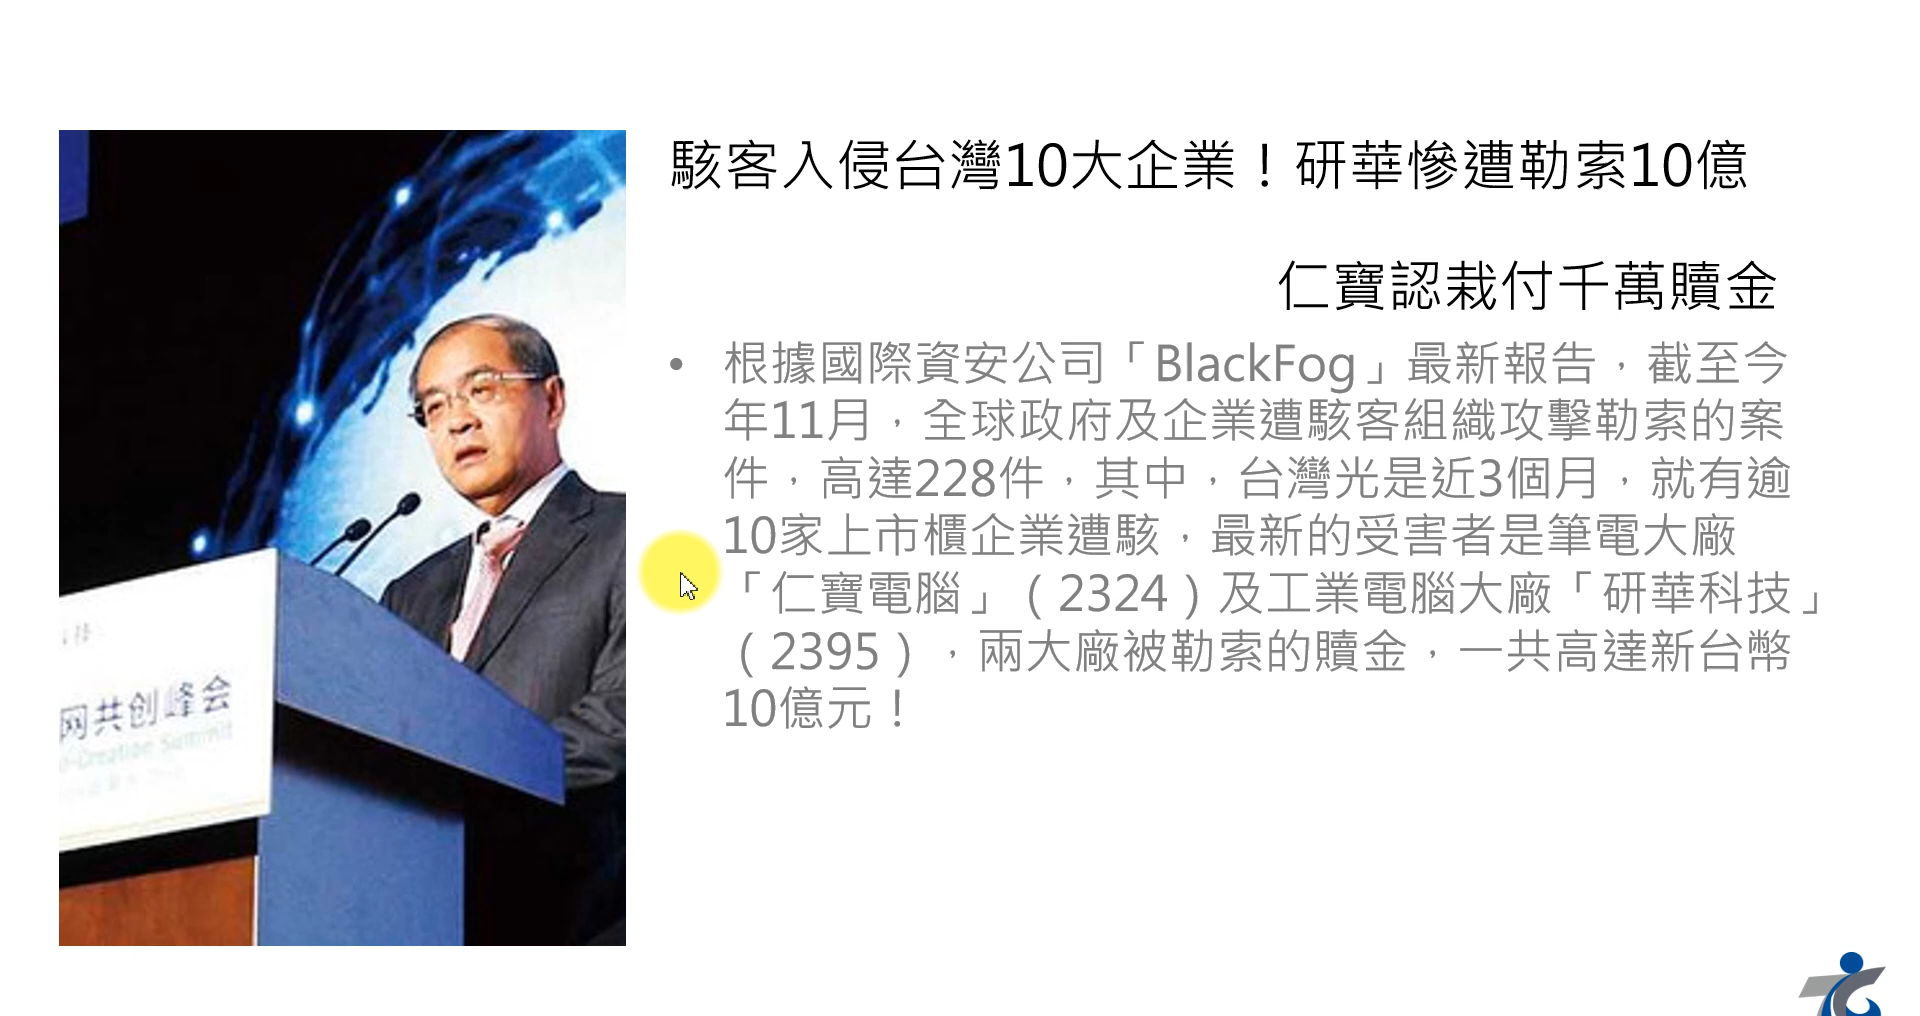 駭客入侵台灣10大企業！研華慘遭勒索10億
仁寶認栽付千萬贖金
• 根據國際資安公司「BlackFog」最新報告，截至今
年11月，全球政府及企業遭駭客組織攻擊勒索的案
件，高達228件，其中，台灣光是近3個月，就有逾
10家上市櫃企業遭駭，最新的受害者是筆電大廠
「仁寶電腦」（2324）及工業電腦大廠「研華科技」
（2395），兩大廠被勒索的贖金，一共高達新台幣
10億元！
网共创峰会
-Creation Summit